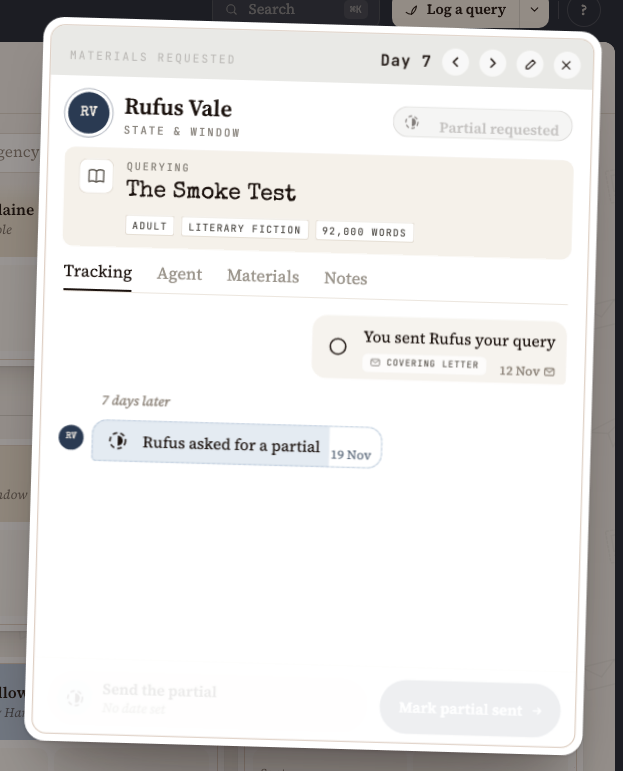 Search ⌘K
Log a query
?
MATERIALS REQUESTED
Day 7
RV
Rufus Vale
STATE & WINDOW
Partial requested
QUERYING
The Smoke Test
ADULT
LITERARY FICTION
92,000 WORDS
Tracking
Agent
Materials
Notes
You sent Rufus your query
COVERING LETTER
12 Nov
7 days later
RV
Rufus asked for a partial
19 Nov
Send the partial
No date set
Mark partial sent →
gency
laine
ole
ndow
llow
Har